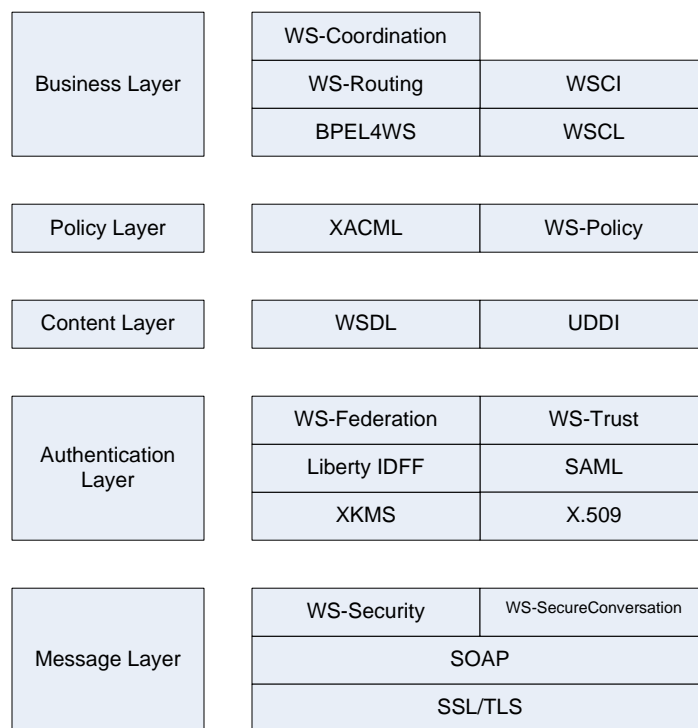 WS-Coordination
Business Layer
WS-Routing
WSCI
BPEL4WS
WSCL
Policy Layer
XACML
WS-Policy
Content Layer
WSDL
UDDI
Authentication
Layer
WS-Federation
WS-Trust
Liberty IDFF
SAML
XKMS
X.509
Message Layer
WS-Security
WS-SecureConversation
SOAP
SSL/TLS